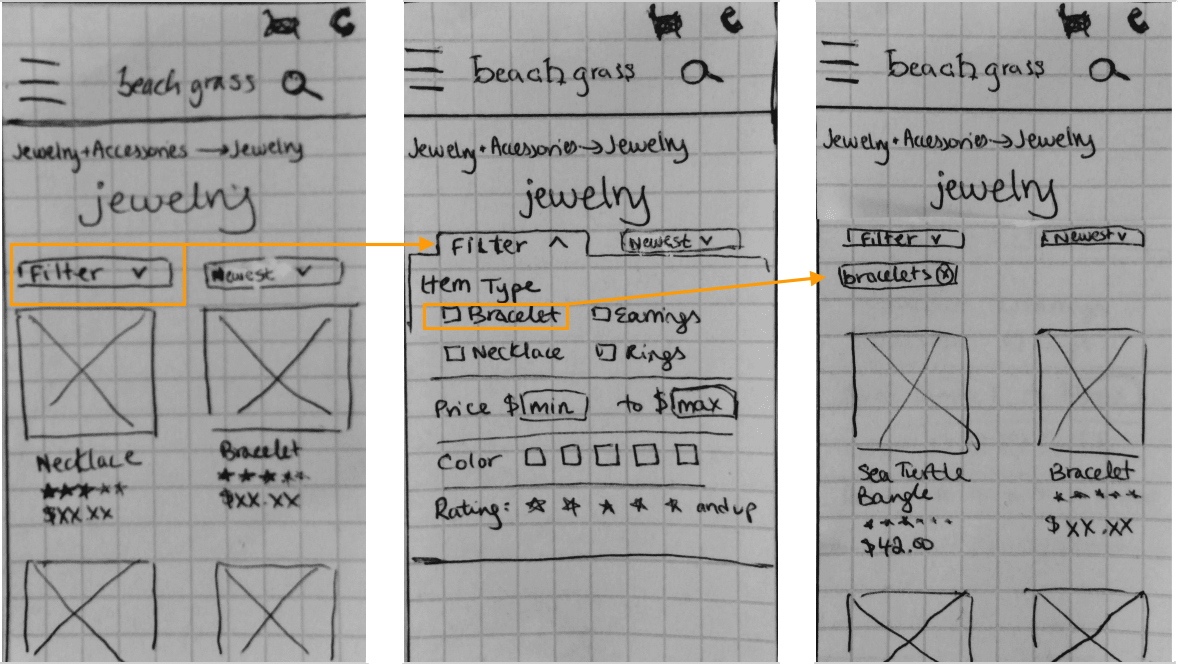 beach grass
Jewelry+Accessories → Jewelry
jewelry
Filter ∨ Newest ∨
Necklace Bracelet
$XX.XX $XX.XX
beach grass
Jewelry+Accessories → Jewelry
jewelry
Filter ∧ Newest ∨
Item Type
Bracelet Earrings
Necklace Rings
Price $ min to $ max
Color
Rating: ☆ ☆ ☆ ☆ ☆ and up
beach grass
Jewelry+Accessories → Jewelry
jewelry
Filter ∨ Newest ∨
bracelets ⓧ
Sea Turtle Bracelet
Bangle
$42.00 $XX.XX